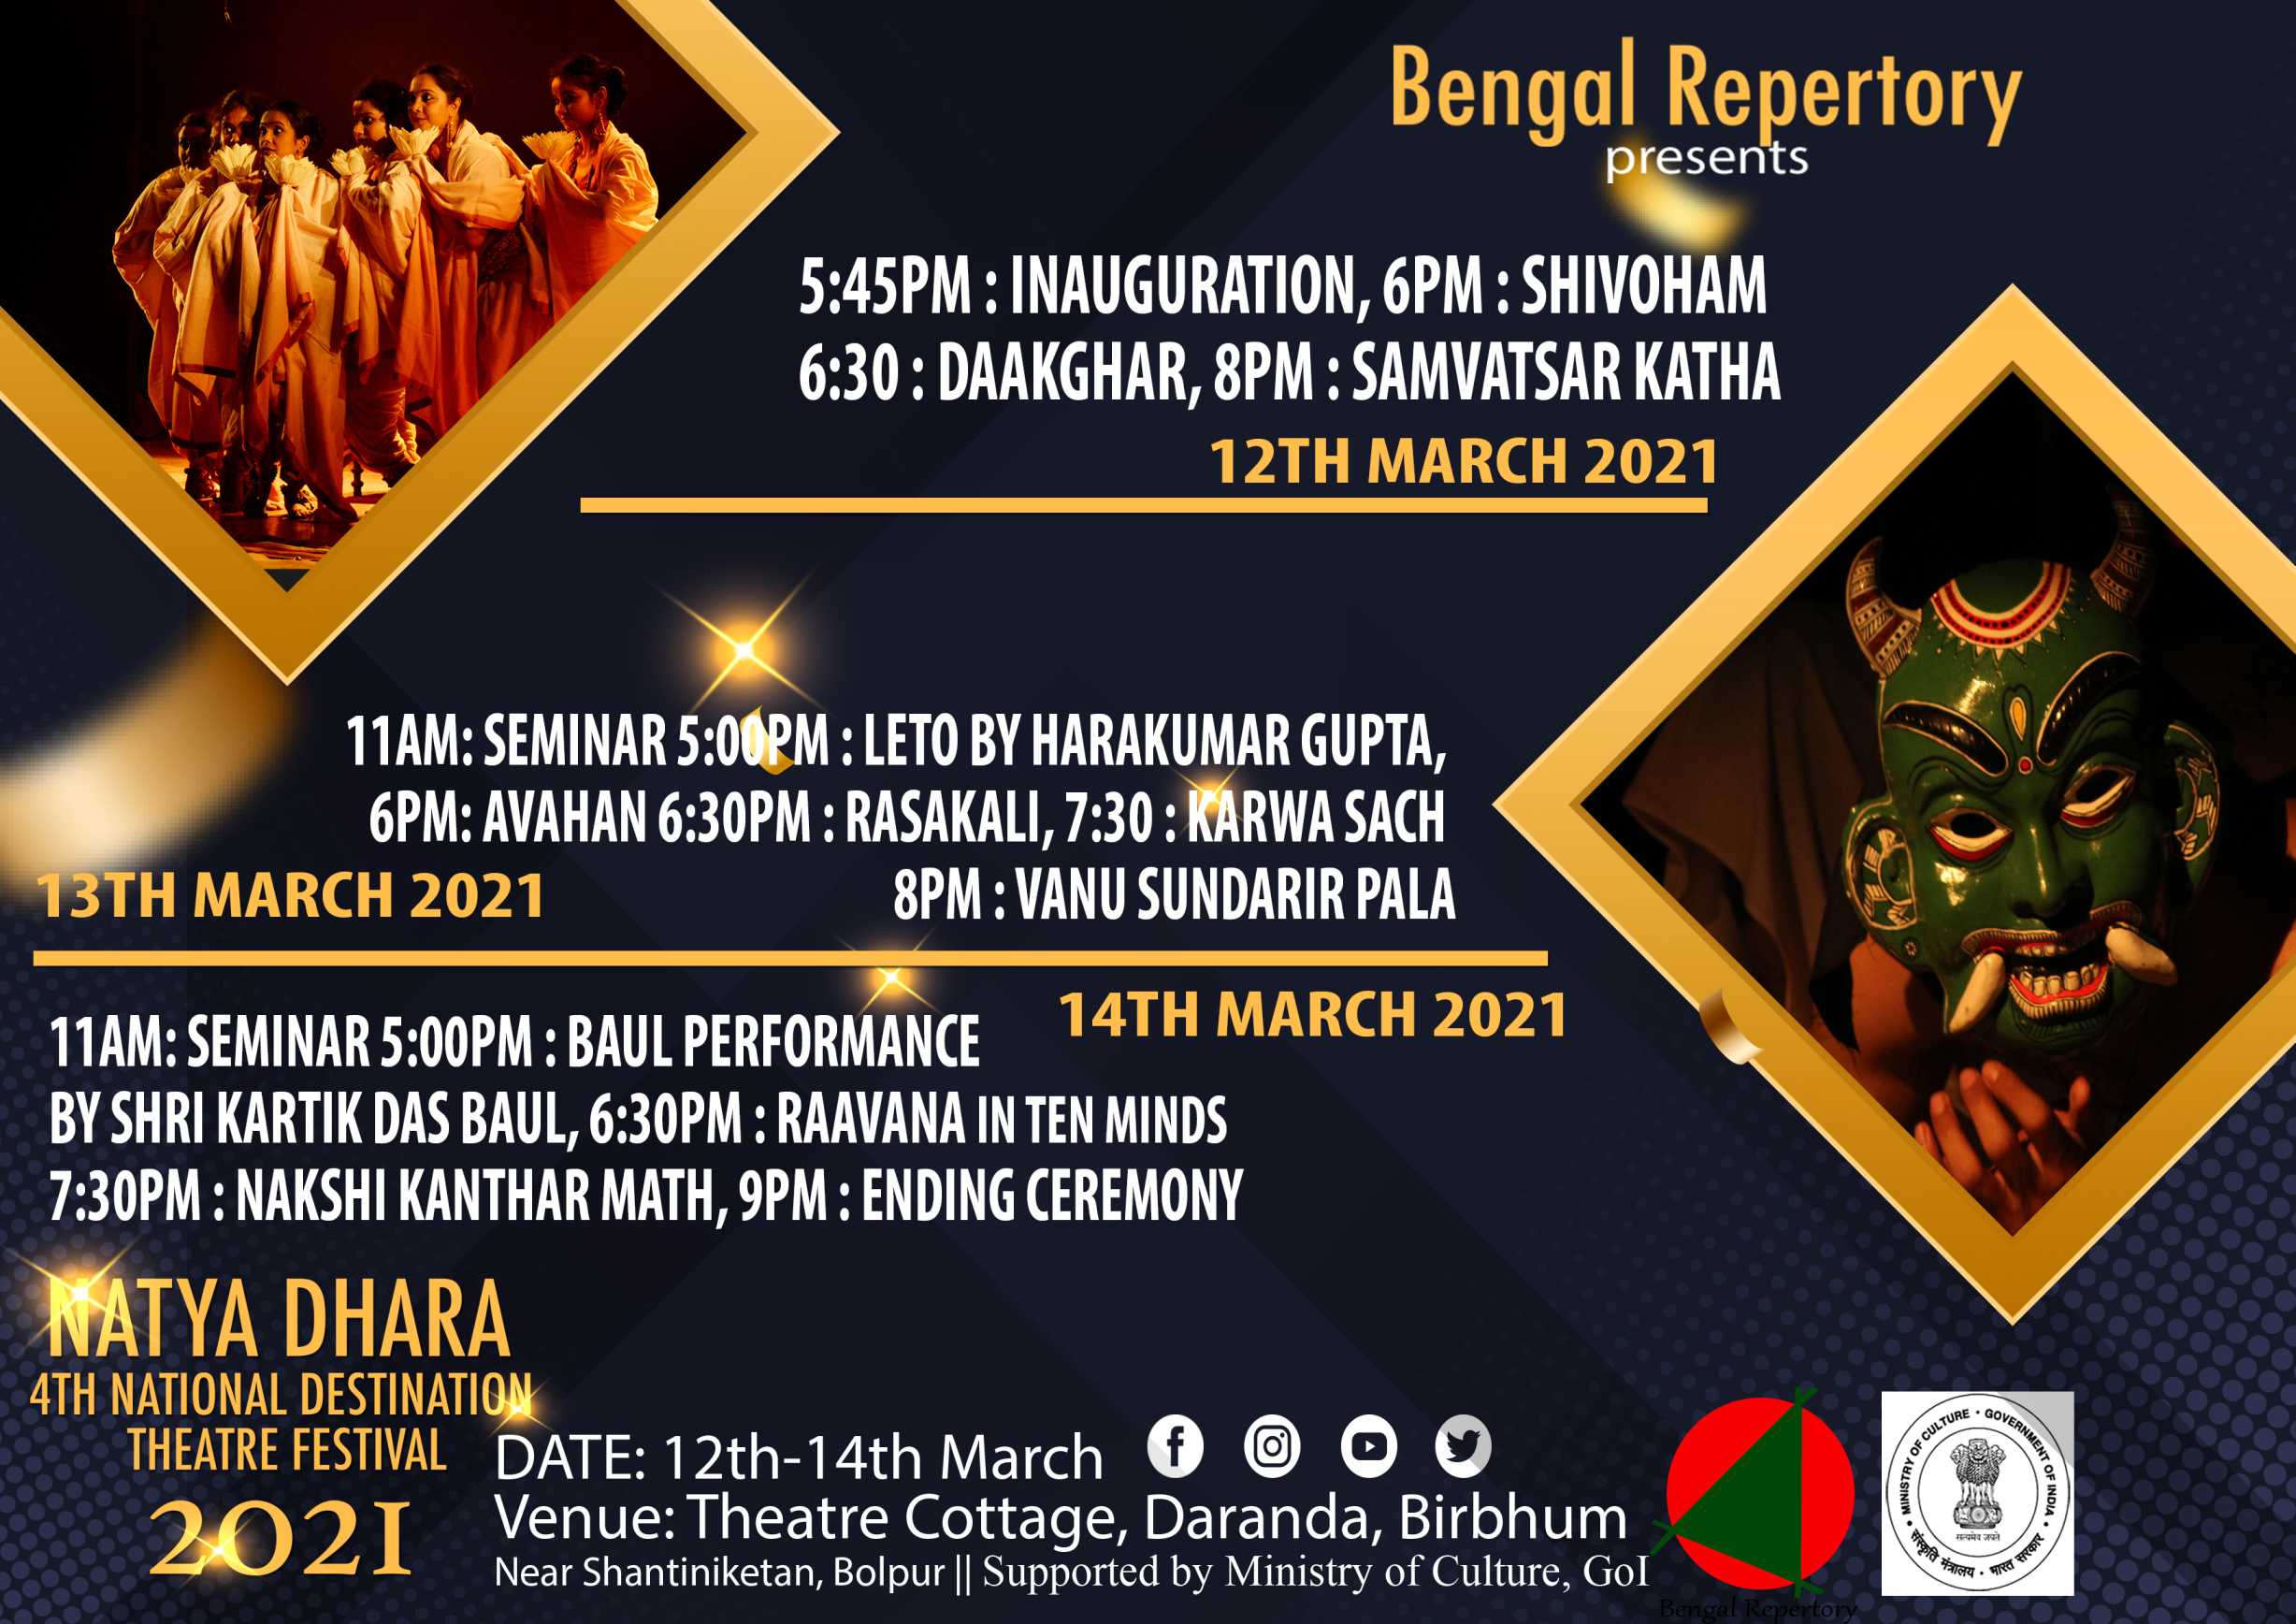 Bengal Repertory
presents
5:45PM : INAUGURATION, 6PM : SHIVOHAM
6:30 : DAAKGHAR, 8PM : SAMVATSAR KATHA
12TH MARCH 2021
11AM: SEMINAR 5:00PM : LETO BY HARAKUMAR GUPTA,
6PM: AVAHAN 6:30PM : RASAKALI, 7:30 : KARWA SACH
8PM : VANU SUNDARIR PALA
13TH MARCH 2021
14TH MARCH 2021
11AM: SEMINAR 5:00PM : BAUL PERFORMANCE
BY SHRI KARTIK DAS BAUL, 6:30PM : RAAVANA IN TEN MINDS
7:30PM : NAKSHI KANTHAR MATH, 9PM : ENDING CEREMONY
NATYA DHARA
4TH NATIONAL DESTINATION
THEATRE FESTIVAL
2021
DATE: 12th-14th March
Venue: Theatre Cottage, Daranda, Birbhum
Near Shantiniketan, Bolpur || Supported by Ministry of Culture, GoI
Bengal Repertory
MINISTRY OF CULTURE • GOVERNMENT OF INDIA
सत्यमेव जयते
संस्कृति मंत्रालय • भारत सरकार